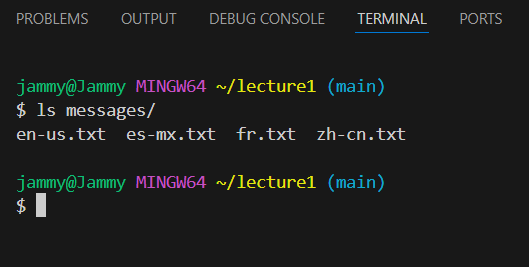 PROBLEMS OUTPUT DEBUG CONSOLE TERMINAL PORTS
jammy@Jammy MINGW64 ~/lecture1 (main)
$ ls messages/
en-us.txt es-mx.txt fr.txt zh-cn.txt
jammy@Jammy MINGW64 ~/lecture1 (main)
$